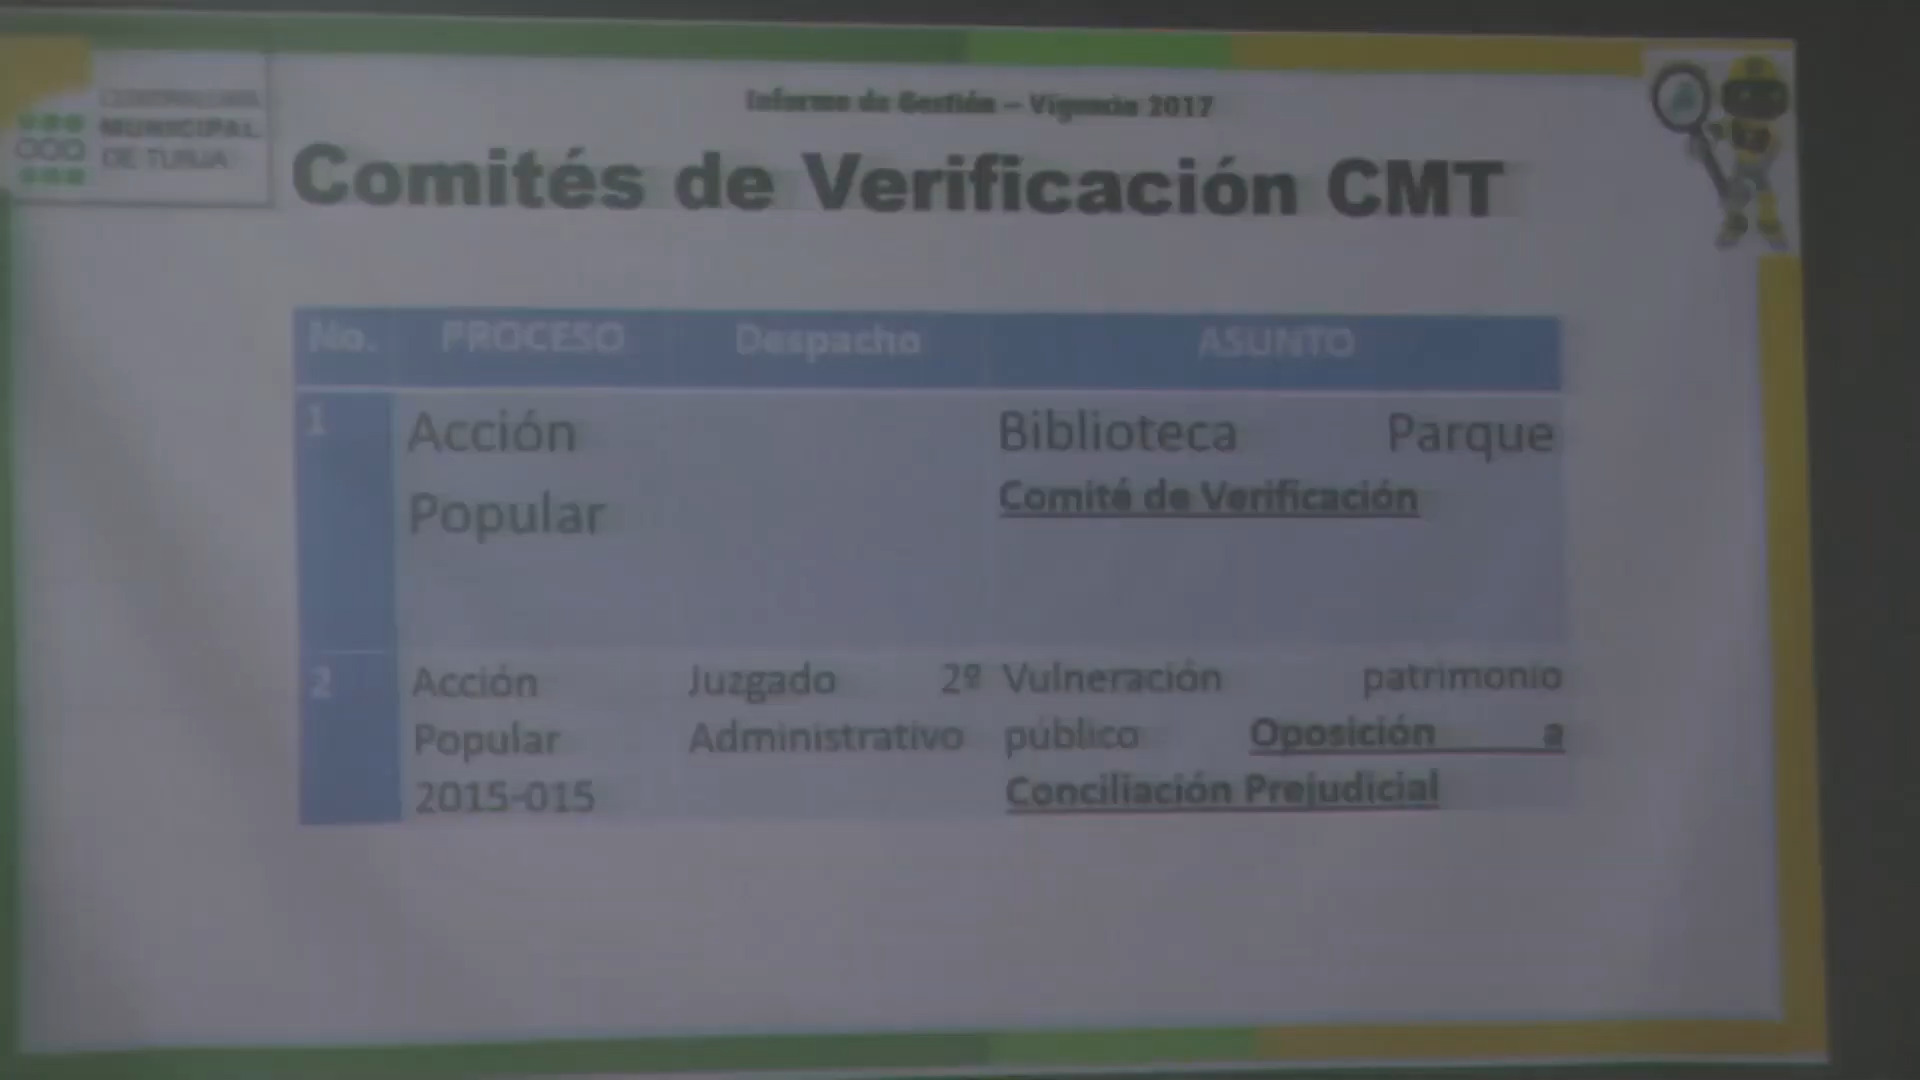 Informe de Gestión – Vigencia 2017
CONTRALORÍA
MUNICIPAL
DE TUNJA
Comités de Verificación CMT
No. PROCESO Despacho ASUNTO
1 Acción Popular Biblioteca Parque
Comité de Verificación
2 Acción Juzgado 2º Vulneración patrimonio
Popular Administrativo público Oposición a
2015-015 Conciliación Prejudicial